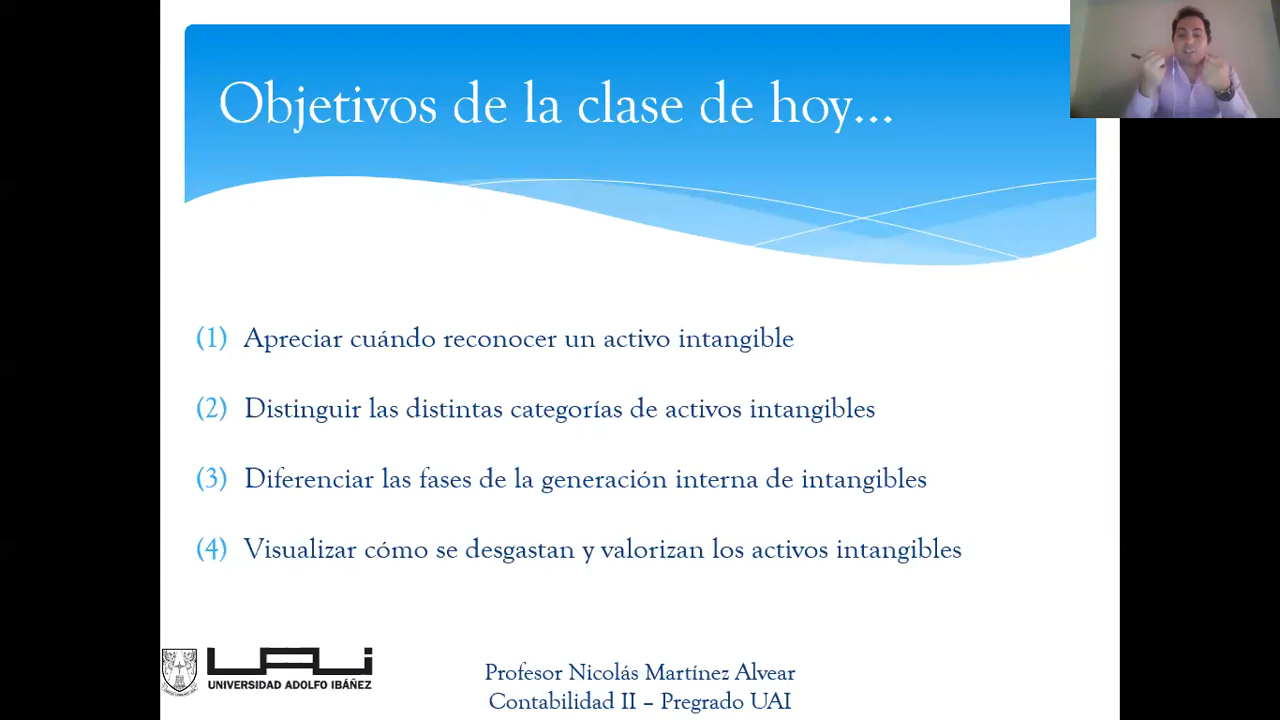 Objetivos de la clase de hoy...
(1) Apreciar cuándo reconocer un activo intangible
(2) Distinguir las distintas categorías de activos intangibles
(3) Diferenciar las fases de la generación interna de intangibles
(4) Visualizar cómo se desgastan y valorizan los activos intangibles
UAI
UNIVERSIDAD ADOLFO IBÁÑEZ
Profesor Nicolás Martínez Alvear
Contabilidad II – Pregrado UAI